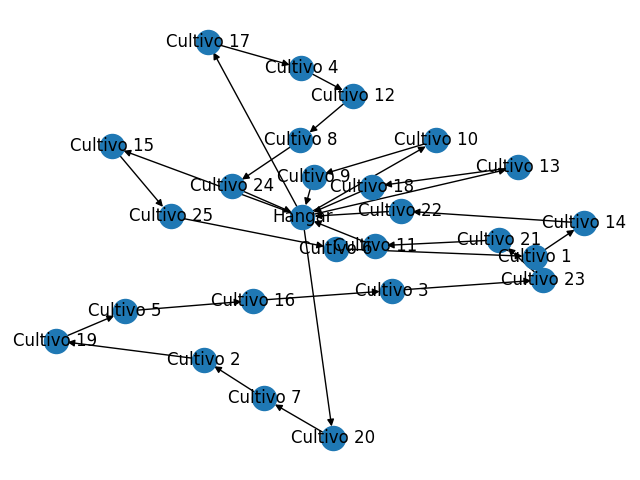 Cultivo 17
Cultivo 4
Cultivo 12
Cultivo 8
Cultivo 10
Cultivo 15
Cultivo 13
Cultivo 9
Cultivo 24
Cultivo 18
Cultivo 22
Cultivo 25
Hangar
Cultivo 14
Cultivo 21
Cultivo 11
Cultivo 6
Cultivo 1
Cultivo 23
Cultivo 3
Cultivo 16
Cultivo 5
Cultivo 19
Cultivo 2
Cultivo 7
Cultivo 20